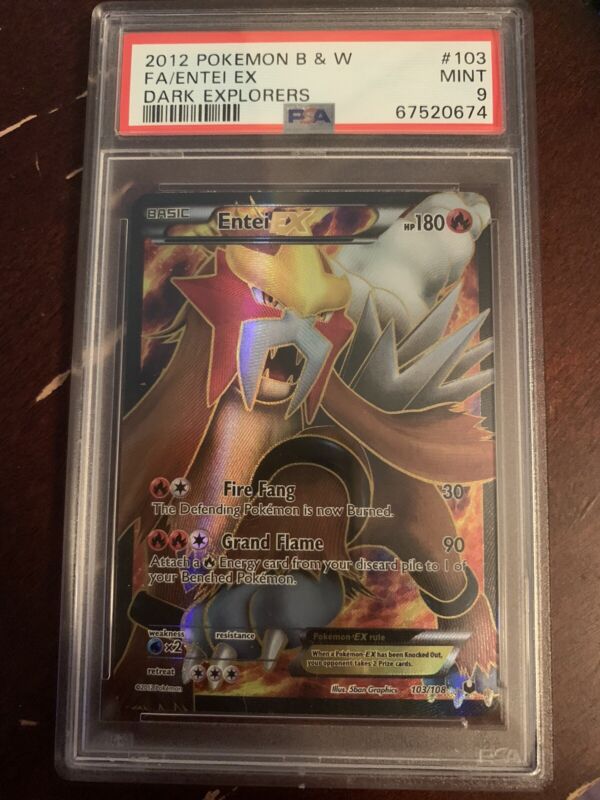 2012 POKEMON B & W #103
FA/ENTEI EX MINT
DARK EXPLORERS 9
PSA 67520674
BASIC Entei EX HP180
Fire Fang 30
The Defending Pokémon is now Burned.
Grand Flame 90
Attach a Energy card from your discard pile to 1 of
your Benched Pokémon.
weakness resistance
×2
Pokémon-EX rule
When a Pokémon-EX has been Knocked Out,
your opponent takes 2 Prize cards.
retreat
©2012 Pokémon
Illus. 5ban Graphics 103/108
PSA